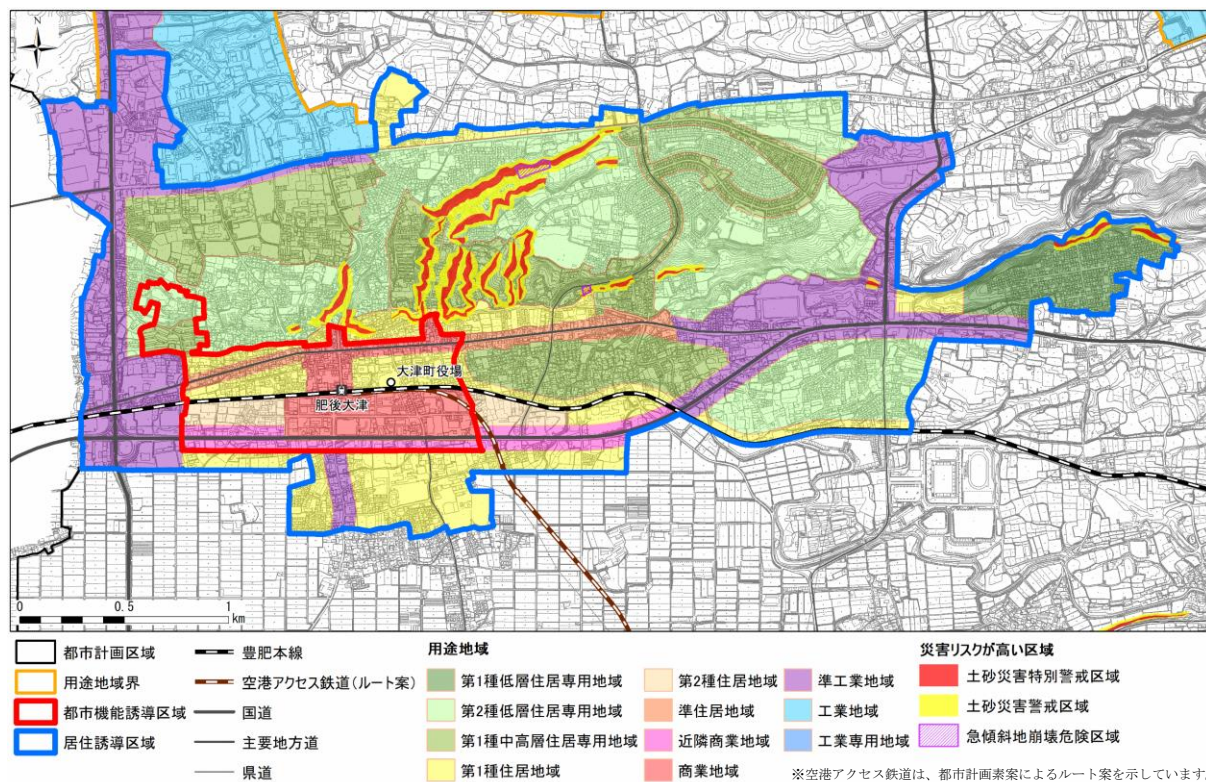 N
大津町役場
肥後大津
0 0.5 1
km
都市計画区域
用途地域界
都市機能誘導区域
居住誘導区域
豊肥本線
空港アクセス鉄道(ルート案)
国道
主要地方道
県道
用途地域
第1種低層住居専用地域
第2種低層住居専用地域
第1種中高層住居専用地域
第1種住居地域
第2種住居地域
準住居地域
近隣商業地域
商業地域
準工業地域
工業地域
工業専用地域
災害リスクが高い区域
土砂災害特別警戒区域
土砂災害警戒区域
急傾斜地崩壊危険区域
※空港アクセス鉄道は、都市計画素案によるルート案を示しています